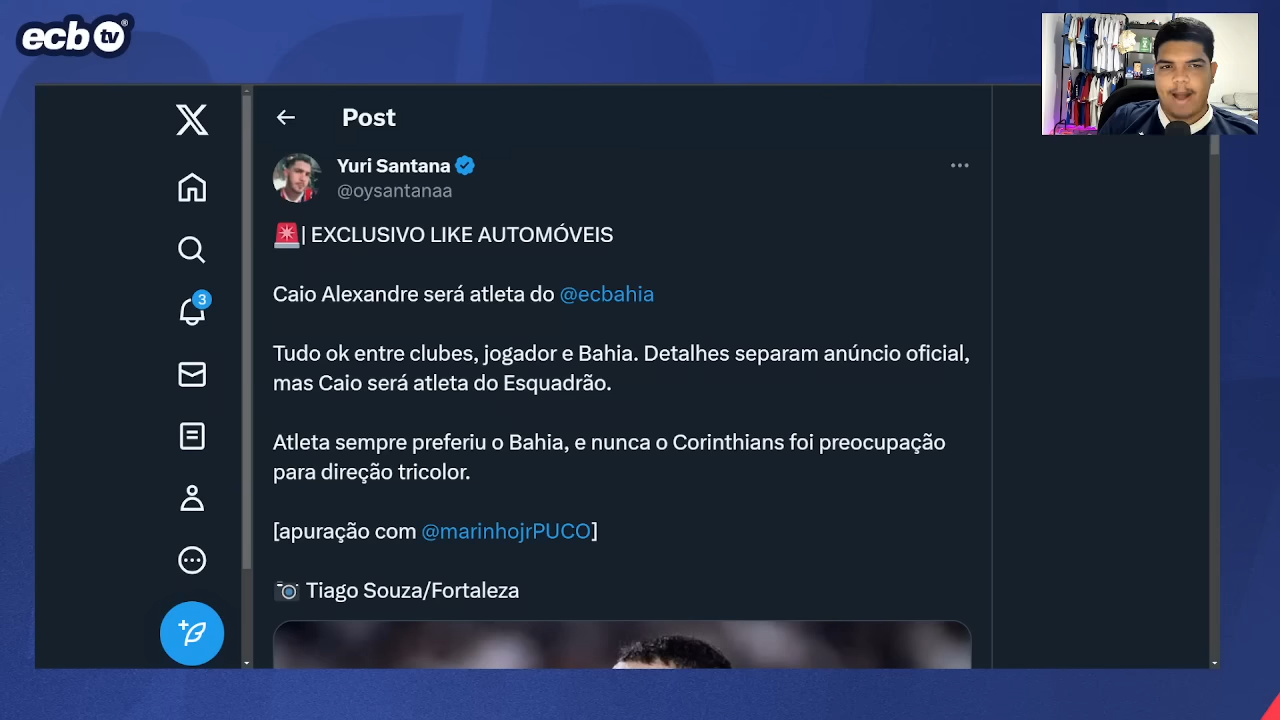 ecb tv
Post
Yuri Santana
@oysantanaa
| EXCLUSIVO LIKE AUTOMÓVEIS
Caio Alexandre será atleta do @ecbahia
Tudo ok entre clubes, jogador e Bahia. Detalhes separam anúncio oficial,
mas Caio será atleta do Esquadrão.
Atleta sempre preferiu o Bahia, e nunca o Corinthians foi preocupação
para direção tricolor.
[apuração com @marinhojrPUCO]
Tiago Souza/Fortaleza
3